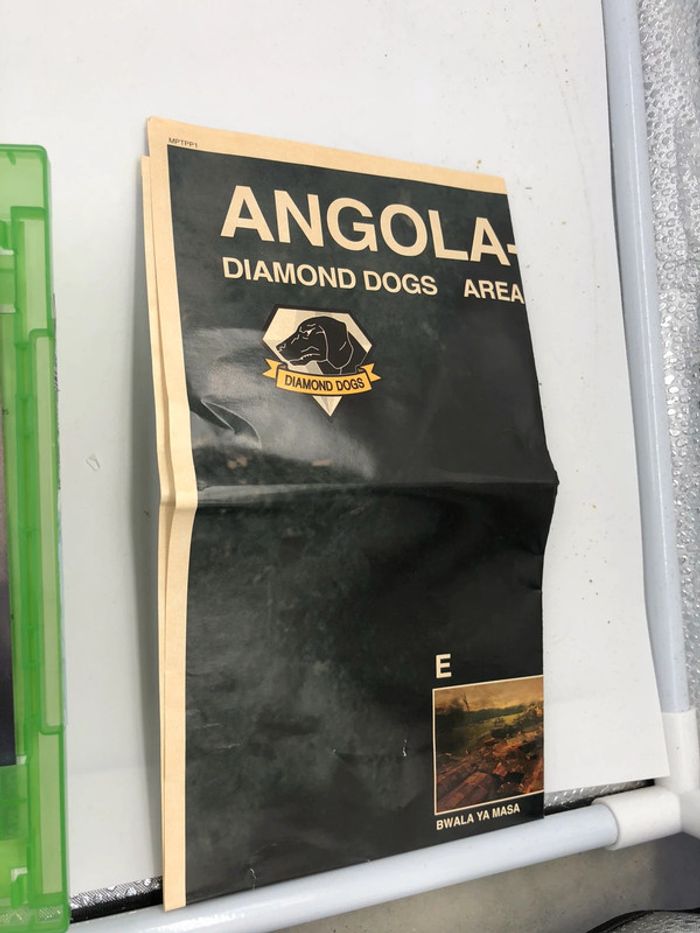 MPTPP1
ANGOLA-
DIAMOND DOGS AREA
DIAMOND DOGS
E
BWALA YA MASA